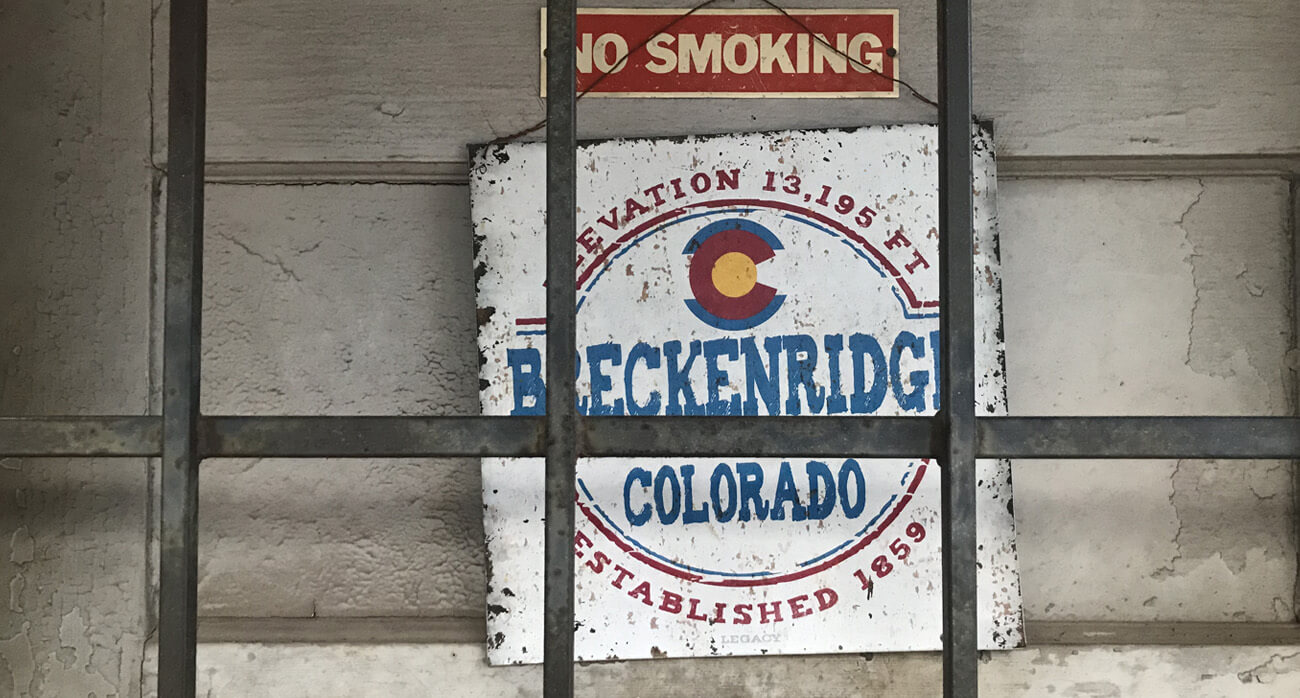 NO SMOKING
ELEVATION 13,195 FT
BRECKENRIDGE
COLORADO
ESTABLISHED 1859
LEGACY